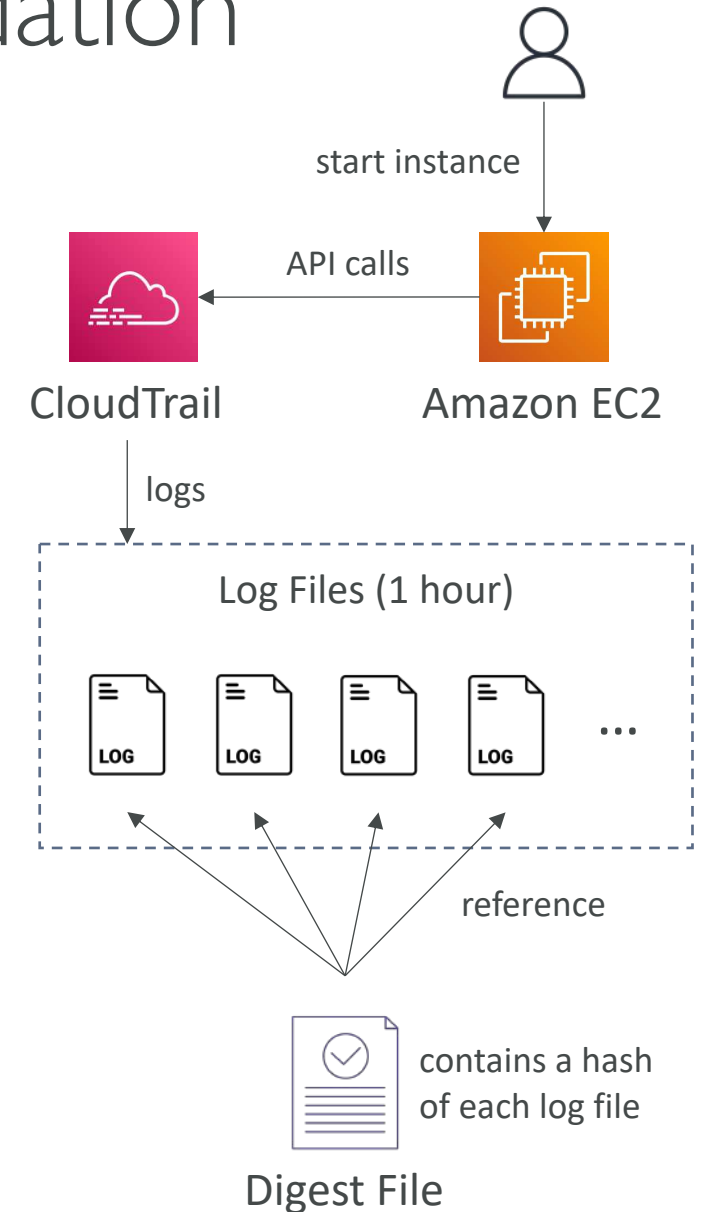 start instance
API calls
CloudTrail
Amazon EC2
logs
Log Files (1 hour)
LOG
LOG
LOG
LOG
...
reference
contains a hash
of each log file
Digest File